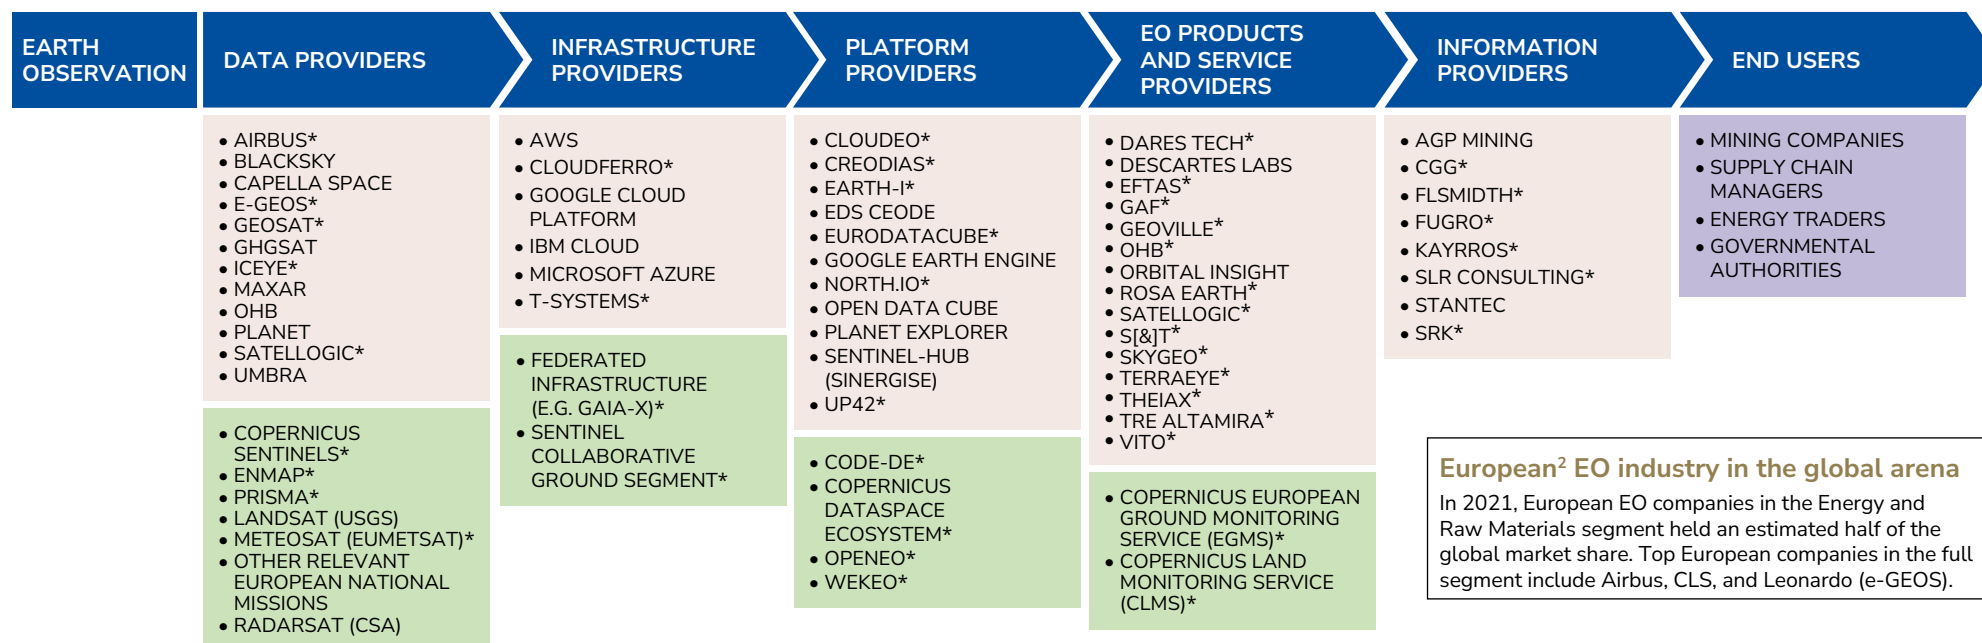 EARTH
OBSERVATION
DATA PROVIDERS
INFRASTRUCTURE
PROVIDERS
PLATFORM
PROVIDERS
EO PRODUCTS
AND SERVICE
PROVIDERS
INFORMATION
PROVIDERS
END USERS
• AIRBUS*
• BLACKSKY
• CAPELLA SPACE
• E-GEOS*
• GEOSAT*
• GHGSAT
• ICEYE*
• MAXAR
• OHB
• PLANET
• SATELLOGIC*
• UMBRA
• COPERNICUS
SENTINELS*
• ENMAP*
• PRISMA*
• LANDSAT (USGS)
• METEOSAT (EUMETSAT)*
• OTHER RELEVANT
EUROPEAN NATIONAL
MISSIONS
• RADARSAT (CSA)
• AWS
• CLOUDFERRO*
• GOOGLE CLOUD
PLATFORM
• IBM CLOUD
• MICROSOFT AZURE
• T-SYSTEMS*
• FEDERATED
INFRASTRUCTURE
(E.G. GAIA-X)*
• SENTINEL
COLLABORATIVE
GROUND SEGMENT*
• CLOUDEO*
• CREODIAS*
• EARTH-I*
• EDS CEODE
• EURODATACUBE*
• GOOGLE EARTH ENGINE
• NORTH.IO*
• OPEN DATA CUBE
• PLANET EXPLORER
• SENTINEL-HUB
(SINERGISE)
• UP42*
• CODE-DE*
• COPERNICUS
DATASPACE
ECOSYSTEM*
• OPENEO*
• WEKEO*
• DARES TECH*
• DESCARTES LABS
• EFTAS*
• GAF*
• GEOVILLE*
• OHB*
• ORBITAL INSIGHT
• ROSA EARTH*
• SATELLOGIC*
• S[&]T*
• SKYGEO*
• TERRAEYE*
• THEIAX*
• TRE ALTAMIRA*
• VITO*
• COPERNICUS EUROPEAN
GROUND MONITORING
SERVICE (EGMS)*
• COPERNICUS LAND
MONITORING SERVICE
(CLMS)*
• AGP MINING
• CGG*
• FLSMIDTH*
• FUGRO*
• KAYRROS*
• SLR CONSULTING*
• STANTEC
• SRK*
• MINING COMPANIES
• SUPPLY CHAIN
MANAGERS
• ENERGY TRADERS
• GOVERNMENTAL
AUTHORITIES
European² EO industry in the global arena
In 2021, European EO companies in the Energy and
Raw Materials segment held an estimated half of the
global market share. Top European companies in the full
segment include Airbus, CLS, and Leonardo (e-GEOS).